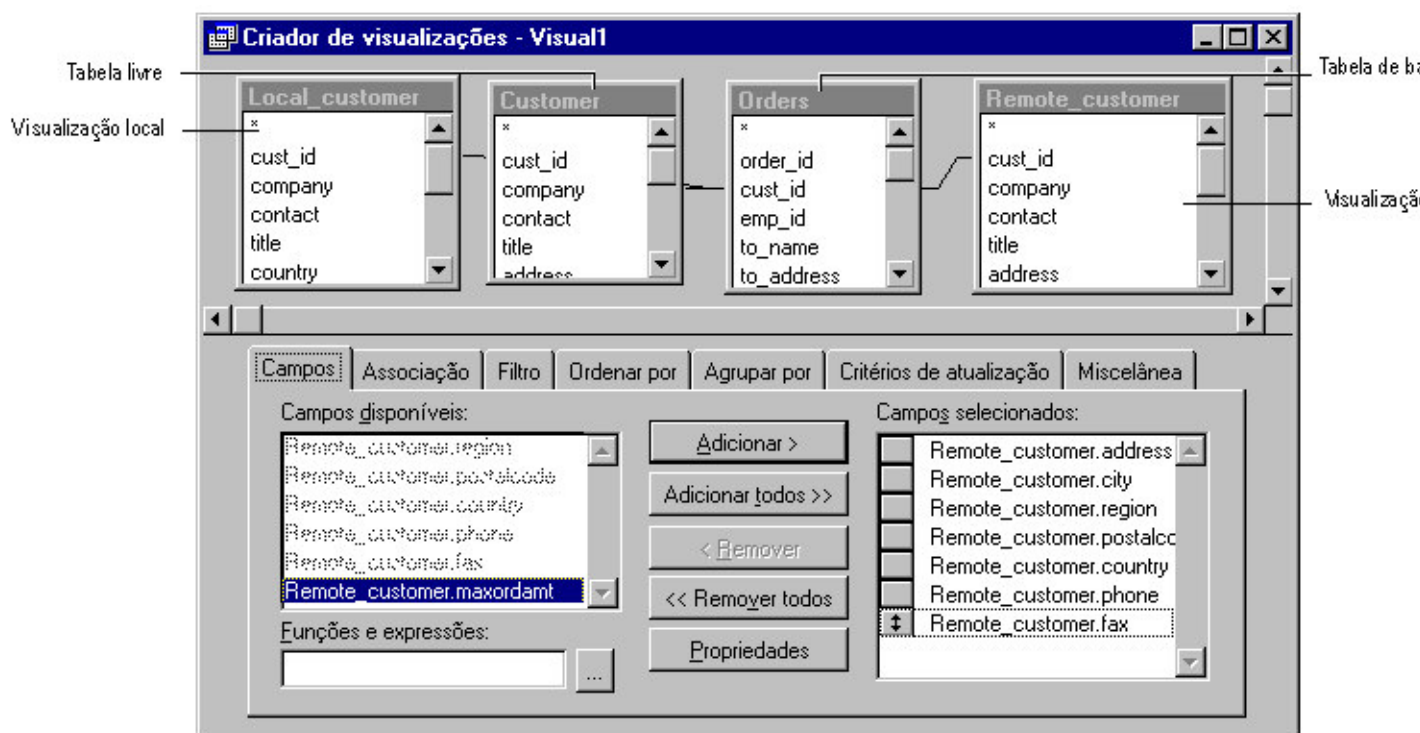 Criador de visualizações - Visual1
Tabela livre
Tabela de ba
Visualização local
Visualizaçã
Local_customer
*
cust_id
company
contact
title
country
Customer
*
cust_id
company
contact
title
address
Orders
*
order_id
cust_id
emp_id
to_name
to_address
Remote_customer
*
cust_id
company
contact
title
address
Campos
Associação
Filtro
Ordenar por
Agrupar por
Critérios de atualização
Miscelânea
Campos disponíveis:
Remote_customer.region
Remote_customer.postalcode
Remote_customer.country
Remote_customer.phone
Remote_customer.fax
Remote_customer.maxordamt
Funções e expressões:
...
Adicionar >
Adicionar todos >>
< Remover
<< Remover todos
Propriedades
Campos selecionados:
Remote_customer.address
Remote_customer.city
Remote_customer.region
Remote_customer.postalcc
Remote_customer.country
Remote_customer.phone
Remote_customer.fax